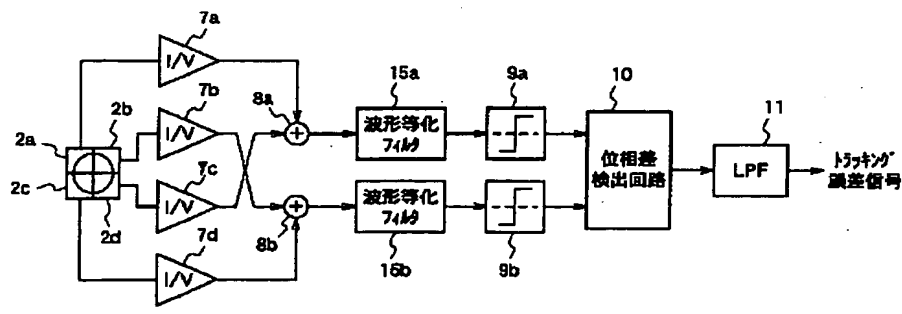 7a
I/V
7b
I/V
7c
I/V
7d
I/V
2a
2b
2c
2d
8a
+
8b
+
15a
波形等化
フィルタ
波形等化
フィルタ
15b
9a
9b
10
位相差
検出回路
11
LPF
トラッキング
誤差信号